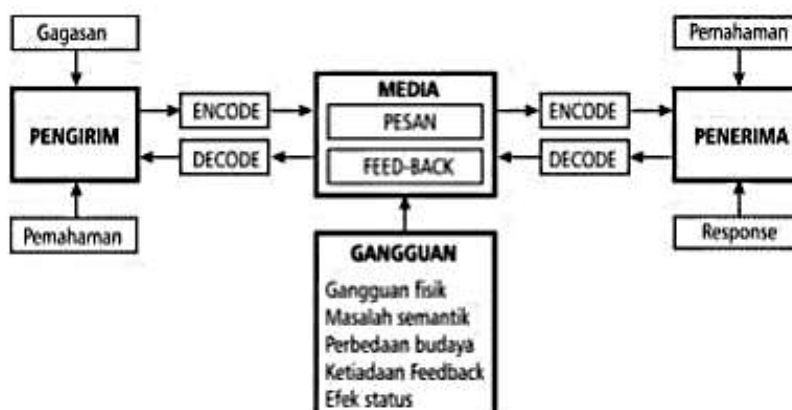 Gagasan
Pemahaman
PENGIRIM
ENCODE
DECODE
MEDIA
PESAN
FEED-BACK
ENCODE
DECODE
PENERIMA
Pemahaman
Response
GANGGUAN
Gangguan fisik
Masalah semantik
Perbedaan budaya
Ketiadaan Feedback
Efek status